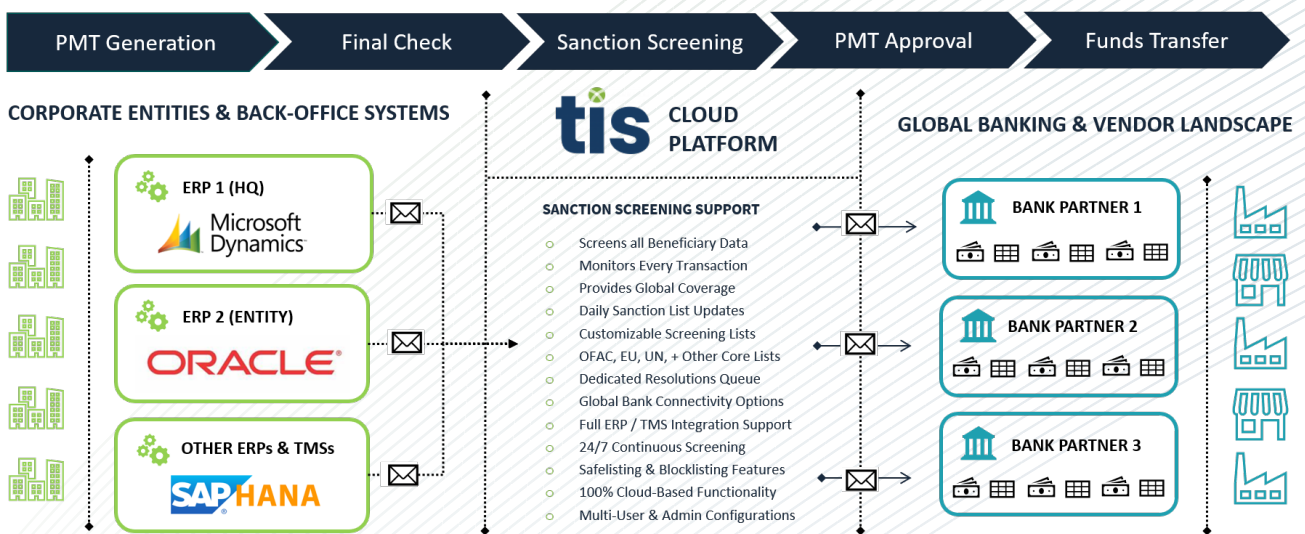 PMT Generation
Final Check
Sanction Screening
PMT Approval
Funds Transfer
CORPORATE ENTITIES & BACK-OFFICE SYSTEMS
ERP 1 (HQ)
Microsoft
Dynamics™
ERP 2 (ENTITY)
ORACLE®
OTHER ERPs & TMSs
SAP® HANA
tis
CLOUD
PLATFORM
SANCTION SCREENING SUPPORT
Screens all Beneficiary Data
Monitors Every Transaction
Provides Global Coverage
Daily Sanction List Updates
Customizable Screening Lists
OFAC, EU, UN, + Other Core Lists
Dedicated Resolutions Queue
Global Bank Connectivity Options
Full ERP / TMS Integration Support
24/7 Continuous Screening
Safelisting & Blocklisting Features
100% Cloud-Based Functionality
Multi-User & Admin Configurations
GLOBAL BANKING & VENDOR LANDSCAPE
BANK PARTNER 1
BANK PARTNER 2
BANK PARTNER 3